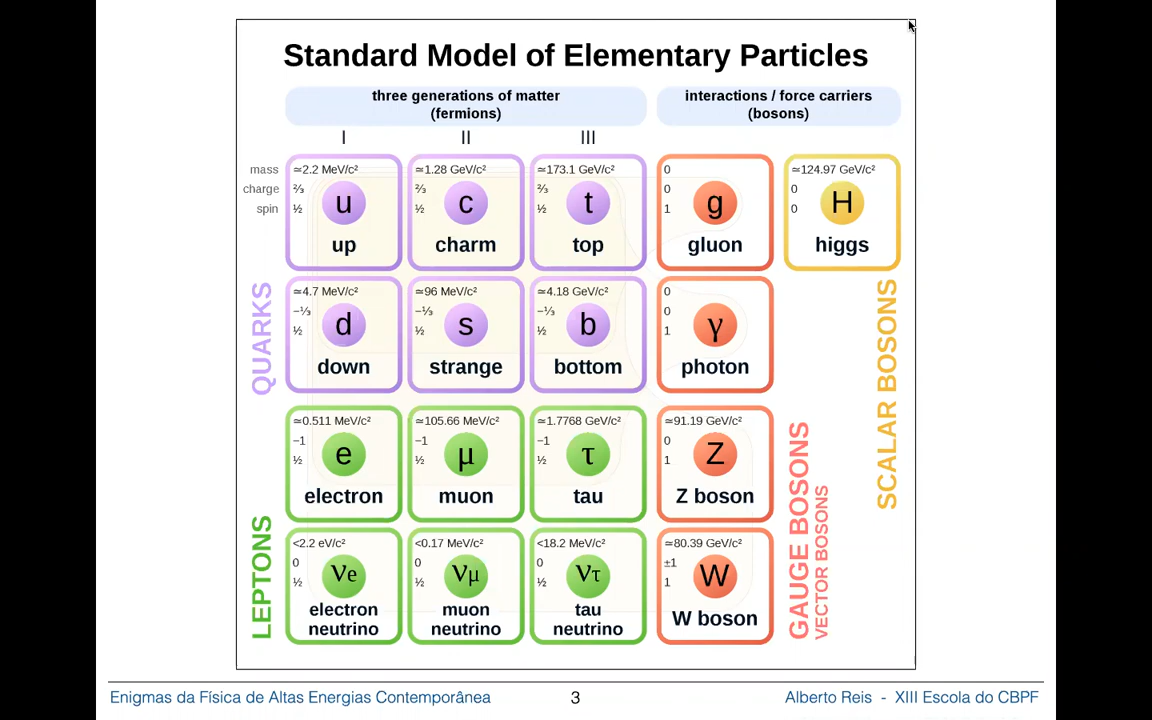 Standard Model of Elementary Particles
three generations of matter
(fermions)
interactions / force carriers
(bosons)
I II III
mass
charge
spin
≃2.2 MeV/c²
⅔
½
u
up
≃1.28 GeV/c²
⅔
½
c
charm
≃173.1 GeV/c²
⅔
½
t
top
0
0
1
g
gluon
≃124.97 GeV/c²
0
0
H
higgs
QUARKS
≃4.7 MeV/c²
−⅓
½
d
down
≃96 MeV/c²
−⅓
½
s
strange
≃4.18 GeV/c²
−⅓
½
b
bottom
0
0
1
γ
photon
SCALAR BOSONS
LEPTONS
≃0.511 MeV/c²
−1
½
e
electron
≃105.66 MeV/c²
−1
½
μ
muon
≃1.7768 GeV/c²
−1
½
τ
tau
≃91.19 GeV/c²
0
1
Z
Z boson
GAUGE BOSONS
VECTOR BOSONS
<2.2 eV/c²
0
½
νe
electron
neutrino
<0.17 MeV/c²
0
½
νμ
muon
neutrino
<18.2 MeV/c²
0
½
ντ
tau
neutrino
≃80.39 GeV/c²
±1
1
W
W boson
Enigmas da Física de Altas Energias Contemporânea
3
Alberto Reis - XIII Escola do CBPF